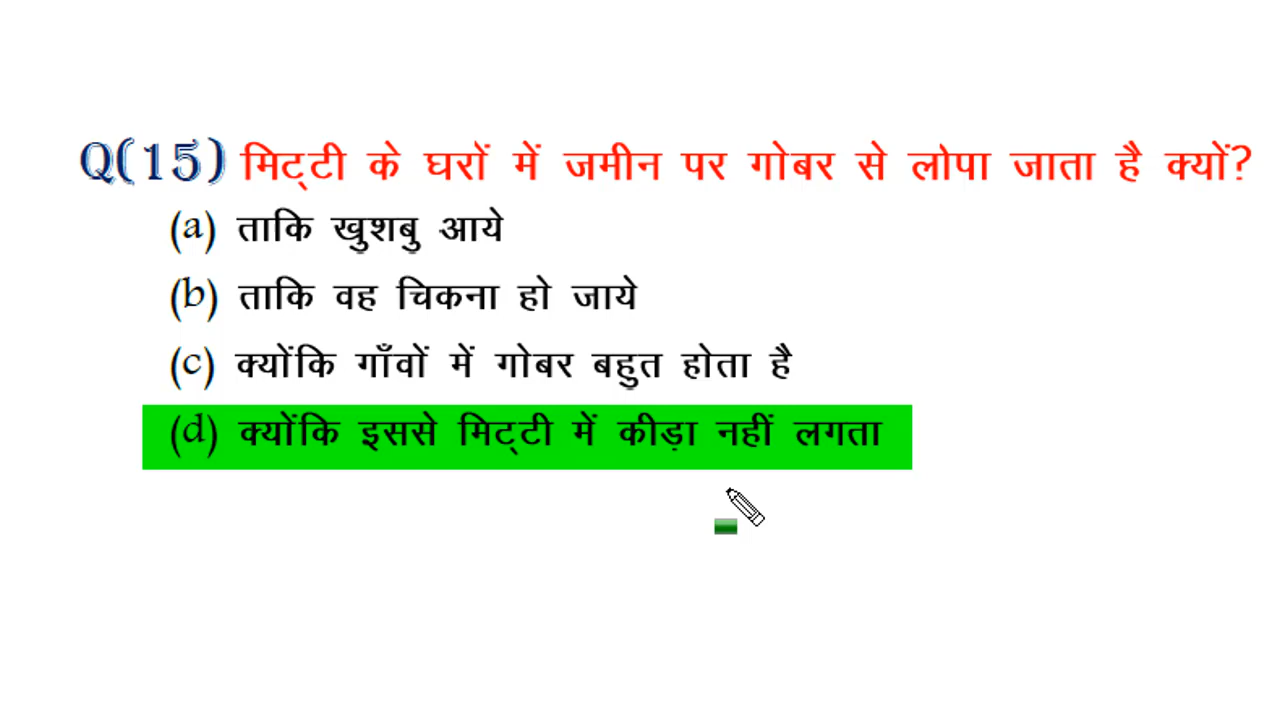 Q(15) मिट्टी के घरों में जमीन पर गोबर से लोपा जाता है क्यों?
(a) ताकि खुशबु आये
(b) ताकि वह चिकना हो जाये
(c) क्योंकि गाँवों में गोबर बहुत होता है
(d) क्योंकि इससे मिट्टी में कीड़ा नहीं लगता